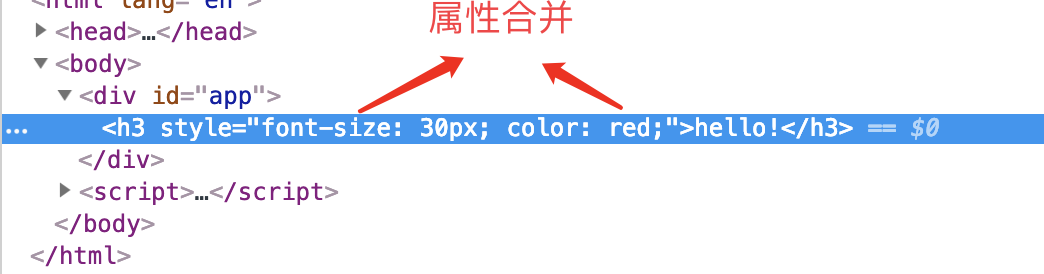 <html lang="en">
属性合并
<head>…</head>
<body>
<div id="app">
… <h3 style="font-size: 30px; color: red;">hello!</h3> == $0
</div>
<script>…</script>
</body>
</html>